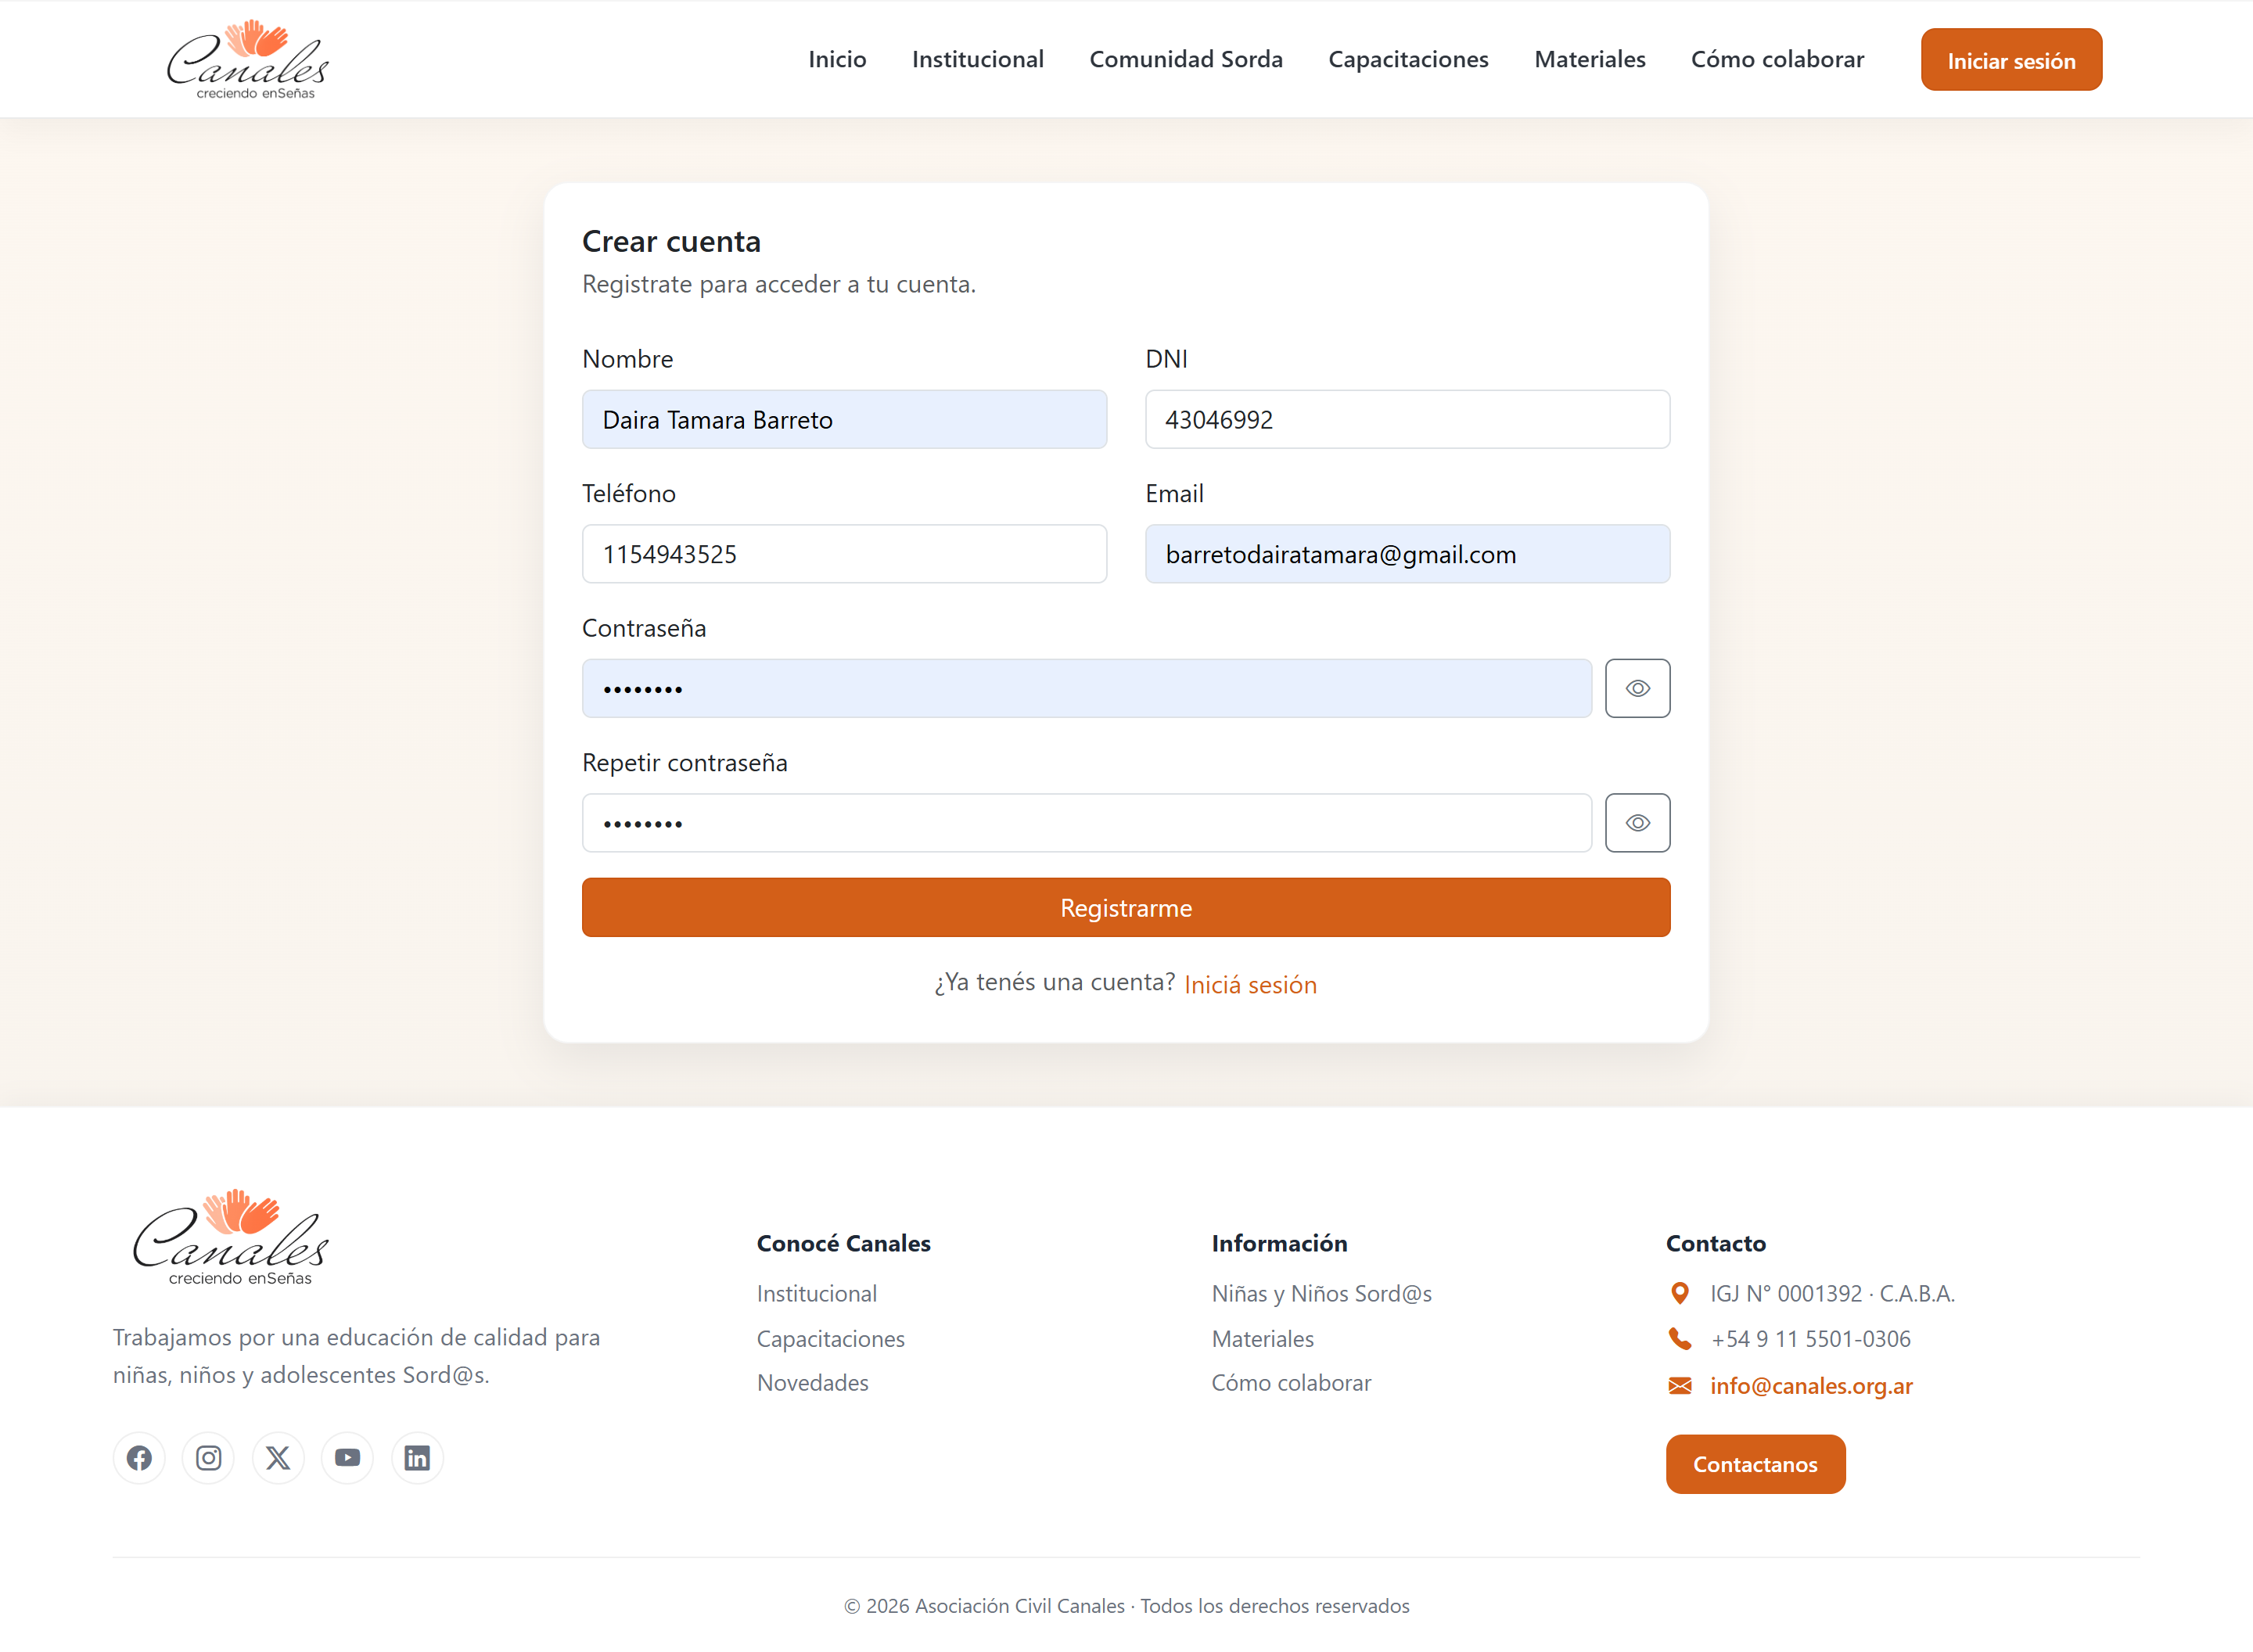 Canales
creciendo enSeñas
Inicio
Institucional
Comunidad Sorda
Capacitaciones
Materiales
Cómo colaborar
Iniciar sesión
Crear cuenta
Registrate para acceder a tu cuenta.
Nombre
DNI
Daira Tamara Barreto
43046992
Teléfono
Email
1154943525
barretodairatamara@gmail.com
Contraseña
••••••••
Repetir contraseña
••••••••
Registrarme
¿Ya tenés una cuenta? Iniciá sesión
Canales
creciendo enSeñas
Trabajamos por una educación de calidad para
niñas, niños y adolescentes Sord@s.
Conocé Canales
Institucional
Capacitaciones
Novedades
Información
Niñas y Niños Sord@s
Materiales
Cómo colaborar
Contacto
IGJ N° 0001392 · C.A.B.A.
+54 9 11 5501-0306
info@canales.org.ar
Contactanos
© 2026 Asociación Civil Canales · Todos los derechos reservados